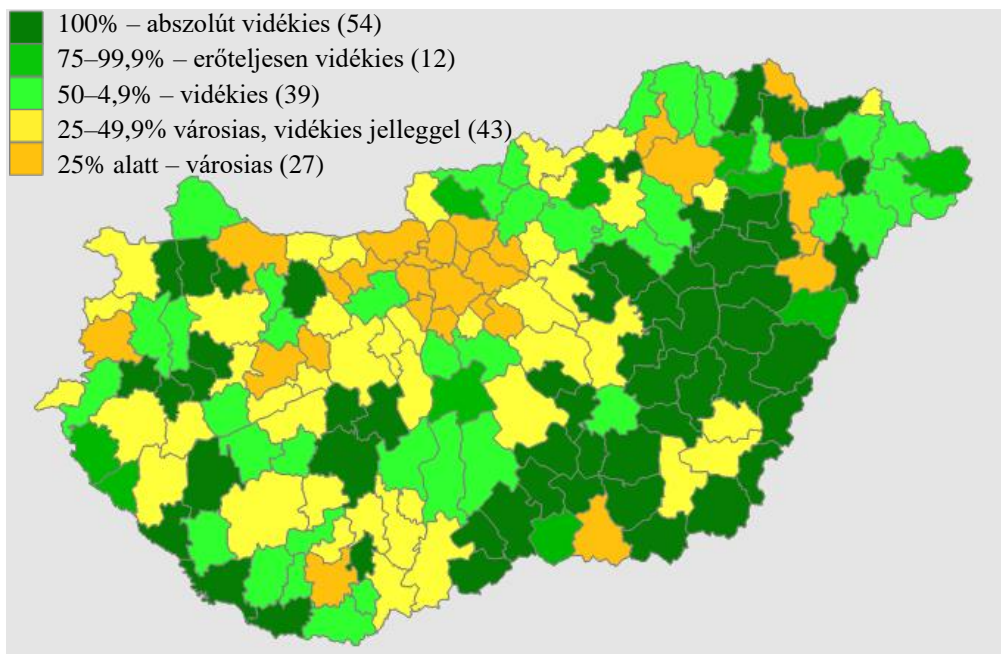 100% – abszolút vidékies (54)
75–99,9% – erőteljesen vidékies (12)
50–4,9% – vidékies (39)
25–49,9% városias, vidékies jelleggel (43)
25% alatt – városias (27)